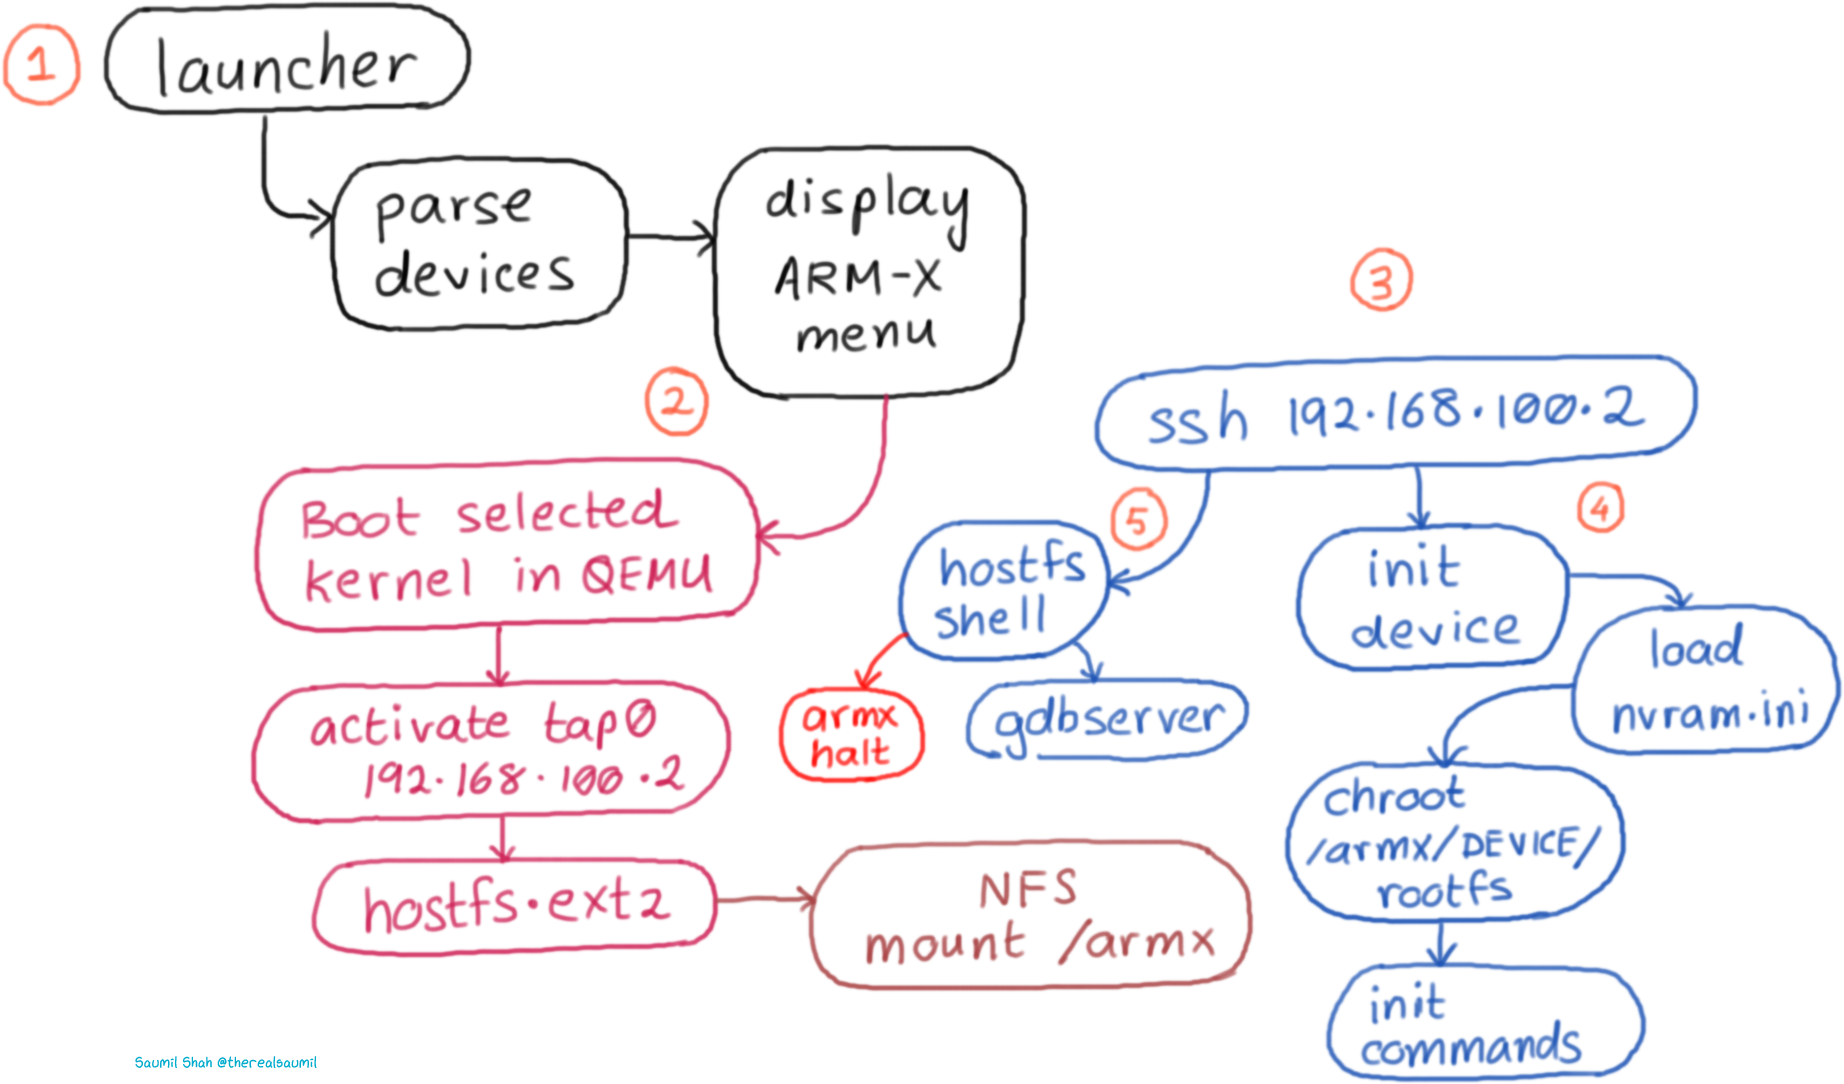 1
launcher
parse
devices
display
ARM-X
menu
2
Boot selected
kernel in QEMU
activate tap0
192.168.100.2
hostfs.ext2
NFS
mount /armx
3
ssh 192.168.100.2
4
init
device
load
nvram.ini
chroot
/armx/DEVICE/
rootfs
init
commands
5
hostfs
shell
armx
halt
gdbserver
Saumil Shah @therealsaumil